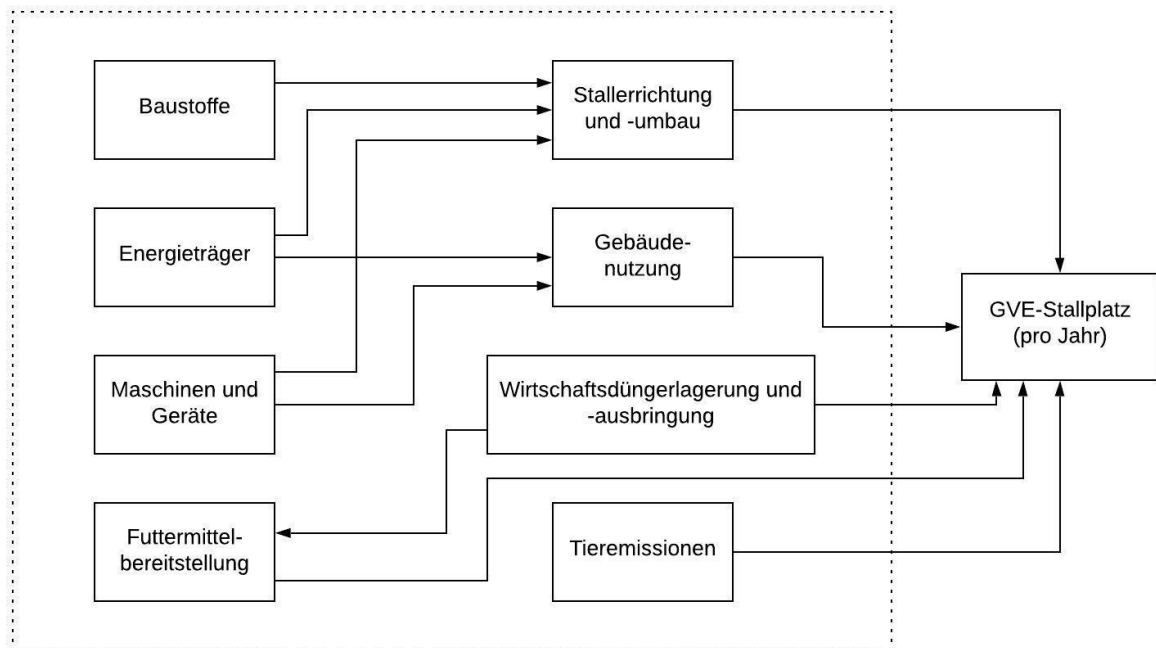 Baustoffe
Stallerrichtung
und -umbau
Energieträger
Gebäude-
nutzung
GVE-Stallplatz
(pro Jahr)
Maschinen und
Geräte
Wirtschaftsdüngerlagerung und
-ausbringung
Futtermittel-
bereitstellung
Tieremissionen